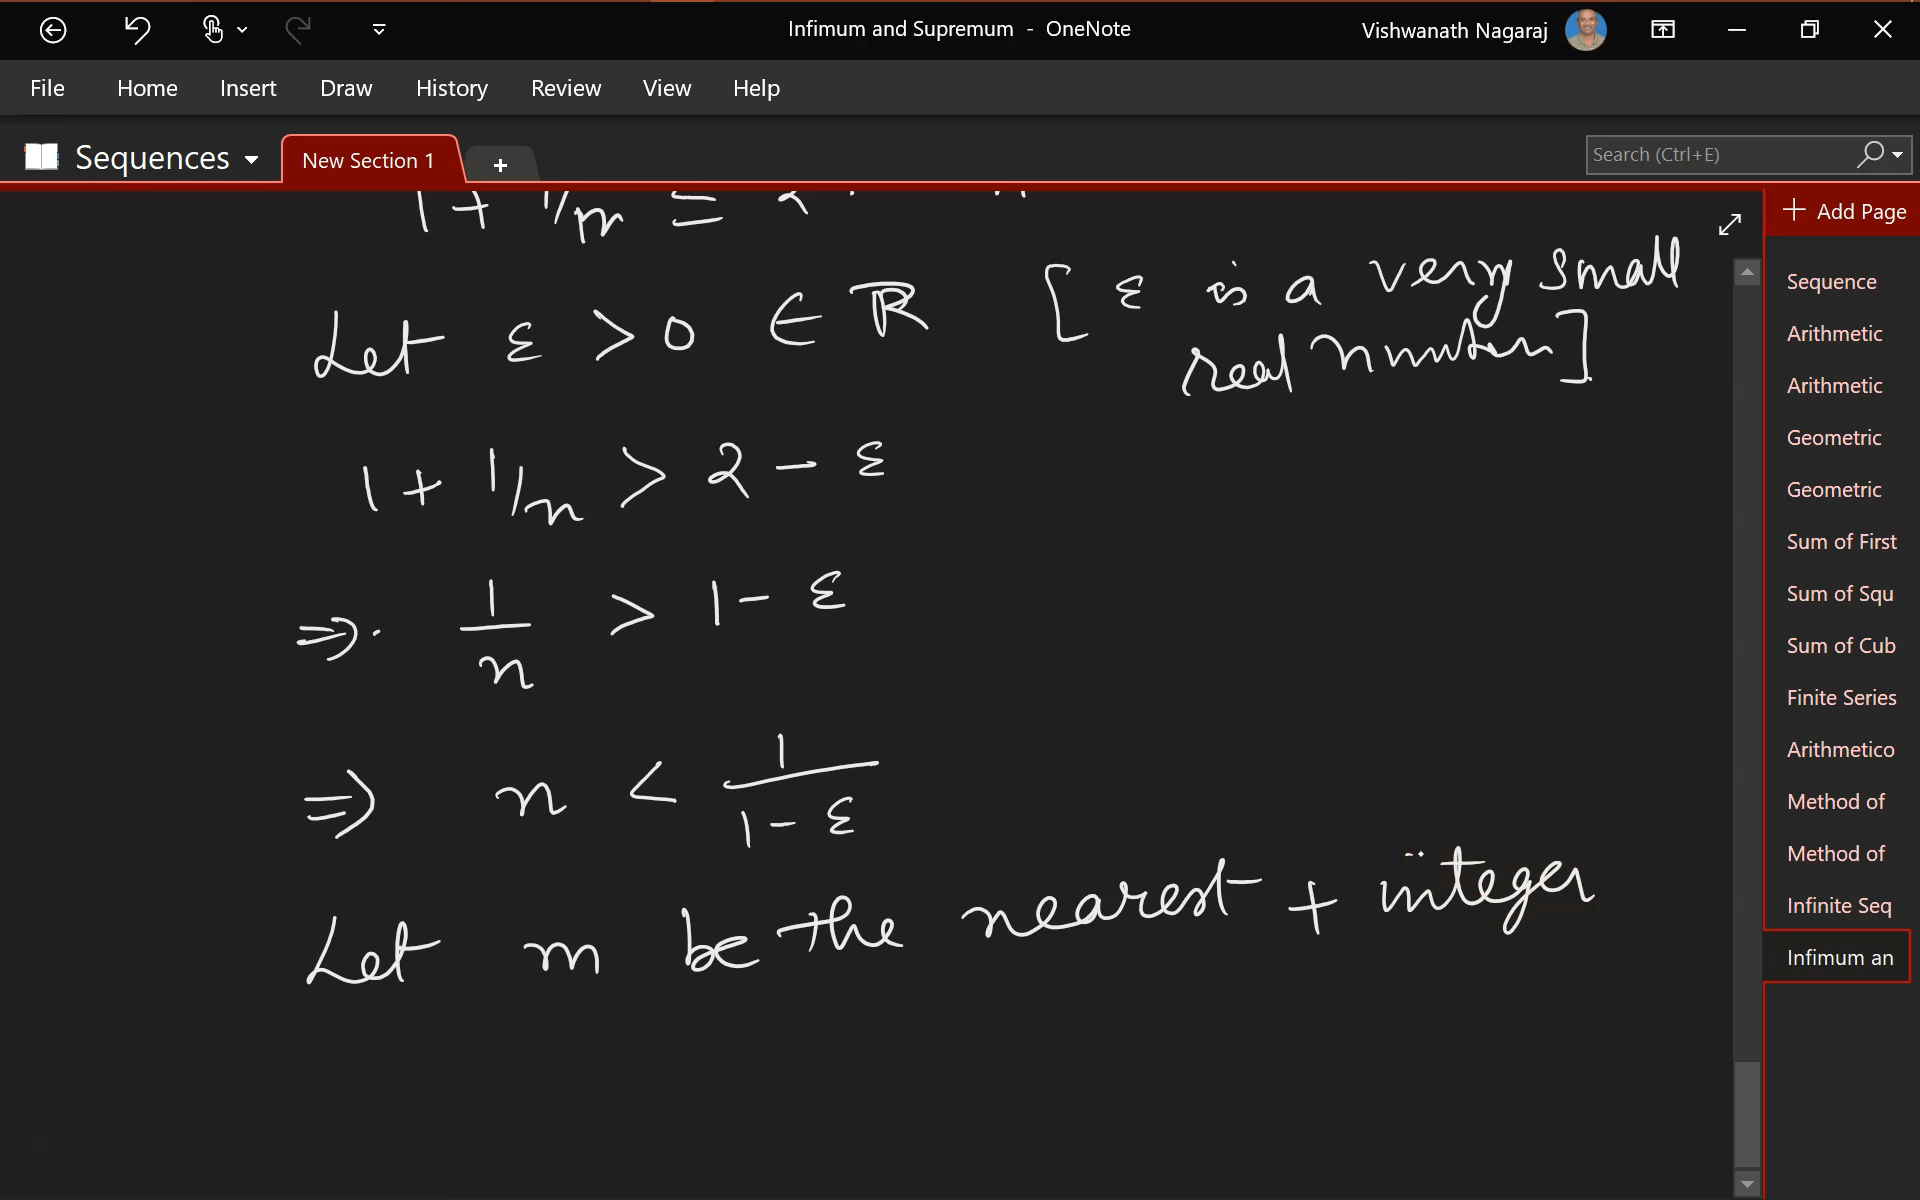 Infimum and Supremum - OneNote
Vishwanath Nagaraj
File Home Insert Draw History Review View Help
Sequences
New Section 1
+
Search (Ctrl+E)
+ Add Page
1 + 1/n
Let ε > 0 ∈ ℝ [ ε is a very small
real number ]
1 + 1/n > 2 - ε
⇒ 1/n > 1 - ε
⇒ n < 1/(1 - ε)
Let m be the nearest + integer
Sequence
Arithmetic
Arithmetic
Geometric
Geometric
Sum of First
Sum of Squ
Sum of Cub
Finite Series
Arithmetico
Method of
Method of
Infinite Seq
Infimum an